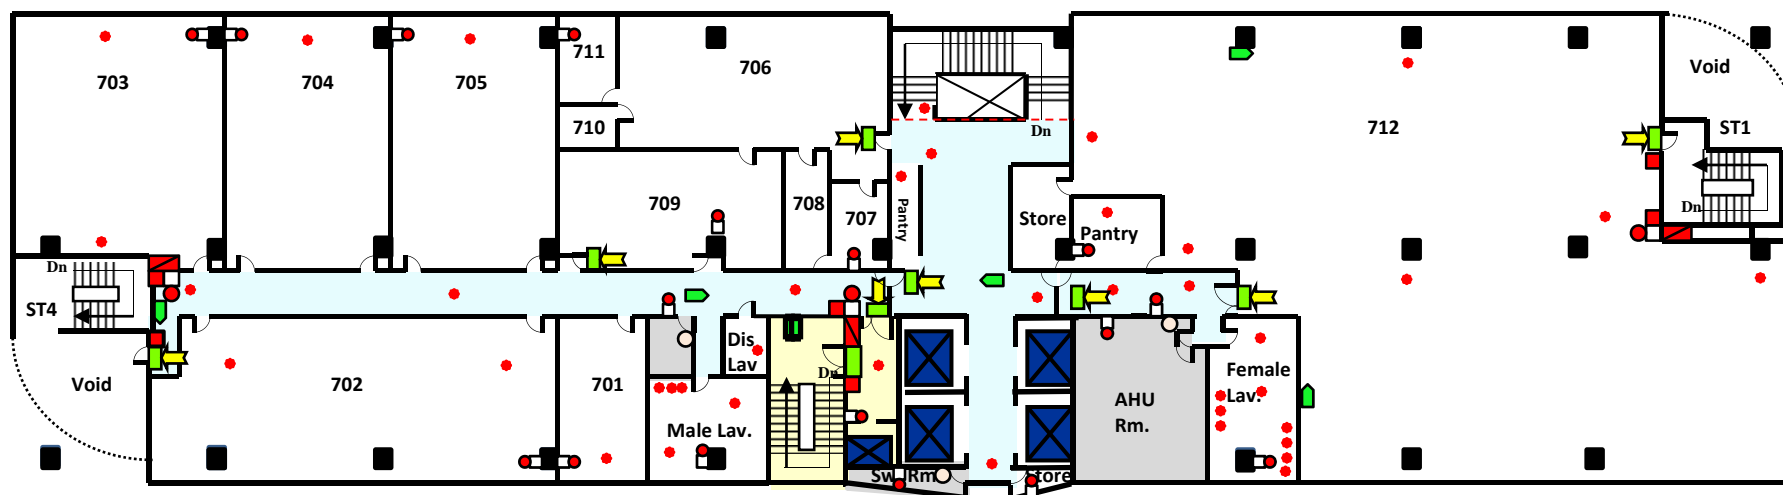 711
706
Void
703
704
705
710
712
ST1
Dn
709
708
707
Pantry
Store
Pantry
Dn
Dn
ST4
Dis
Lav
Void
702
701
Dn
Female
Lav.
AHU
Rm.
Male Lav.
Sw Rm
Store